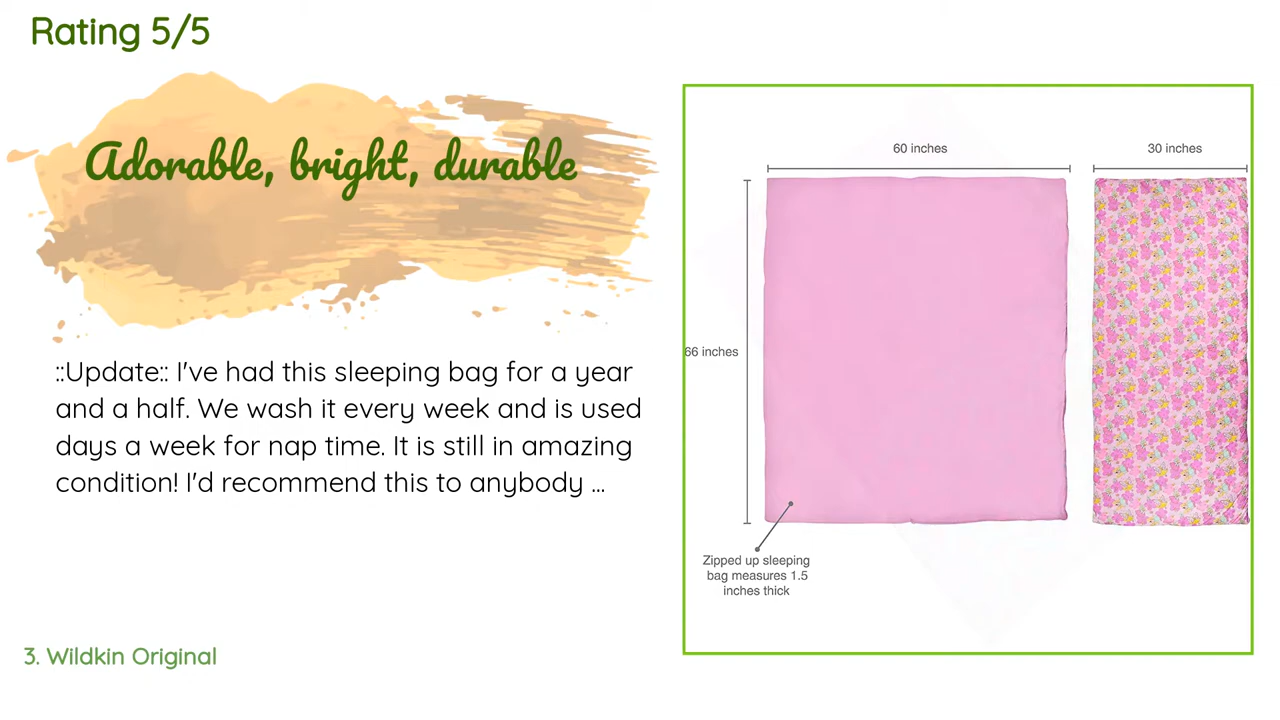 Rating 5/5
Adorable, bright, durable
::Update:: I've had this sleeping bag for a year
and a half. We wash it every week and is used
days a week for nap time. It is still in amazing
condition! I'd recommend this to anybody ...
3. Wildkin Original
60 inches
30 inches
66 inches
Zipped up sleeping
bag measures 1.5
inches thick